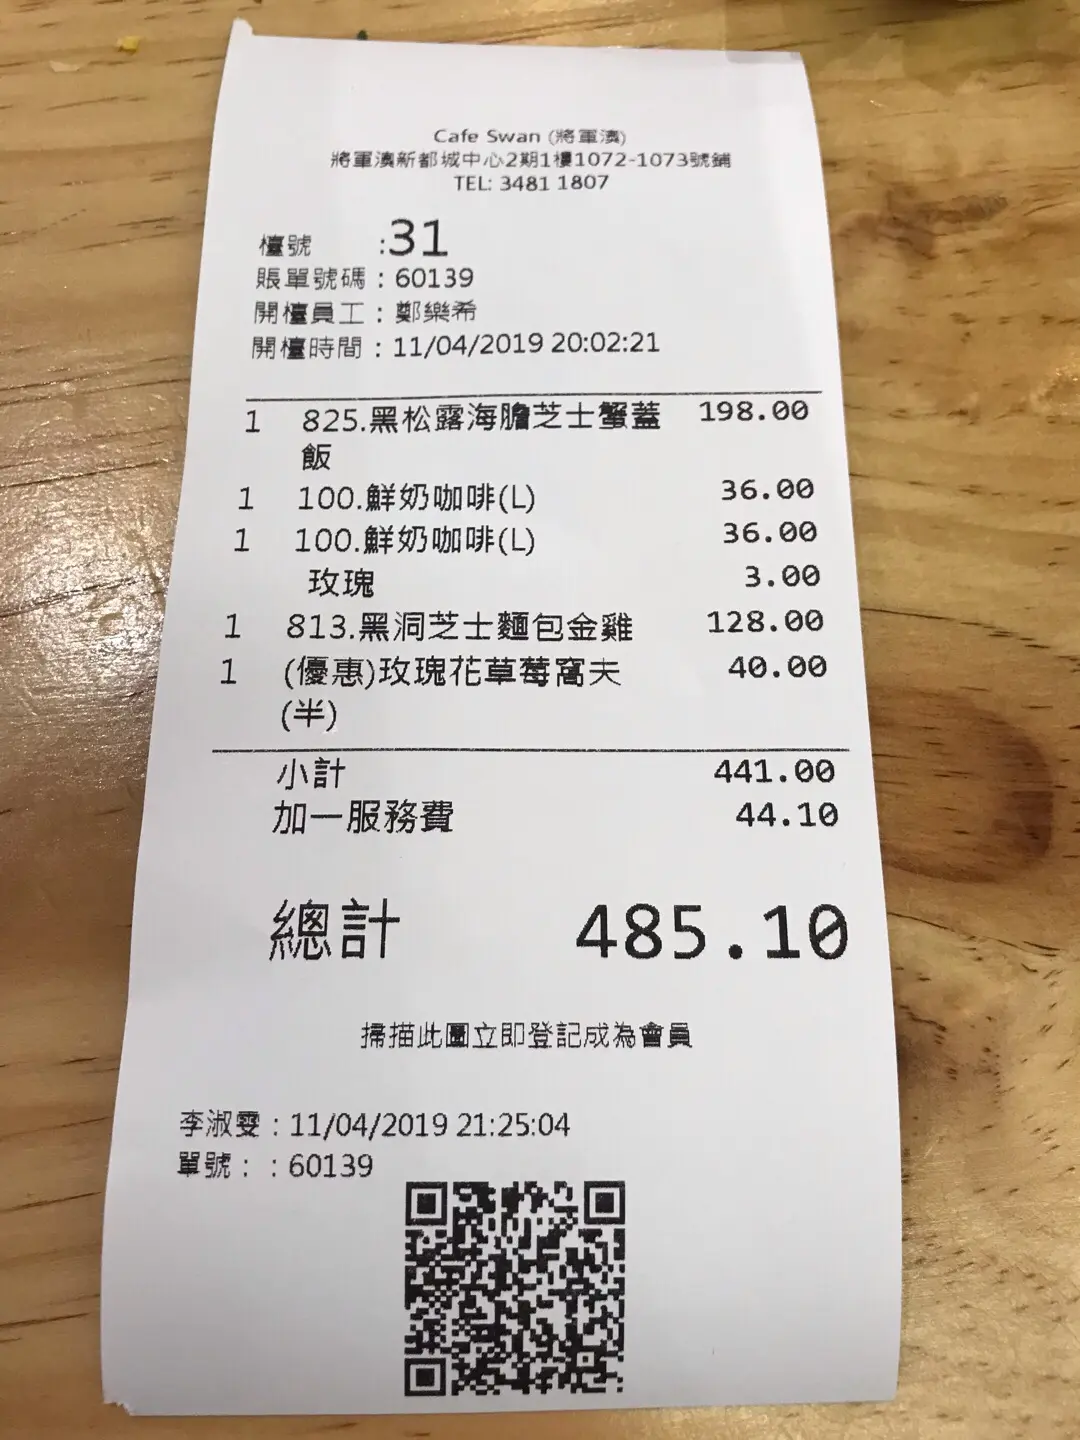 Cafe Swan (將軍澳)
將軍澳新都城中心2期1樓1072-1073號鋪
TEL: 3481 1807
檯號 :31
賬單號碼 : 60139
開檯員工 : 鄭樂希
開檯時間 : 11/04/2019 20:02:21
1 825.黑松露海膽芝士蟹蓋 198.00
飯
1 100.鮮奶咖啡(L) 36.00
1 100.鮮奶咖啡(L) 36.00
玫瑰 3.00
1 813.黑洞芝士麵包金雞 128.00
1 (優惠)玫瑰花草莓窩夫 40.00
(半)
小計 441.00
加一服務費 44.10
總計 485.10
掃描此圖立即登記成為會員
李淑雯 : 11/04/2019 21:25:04
單號 : : 60139